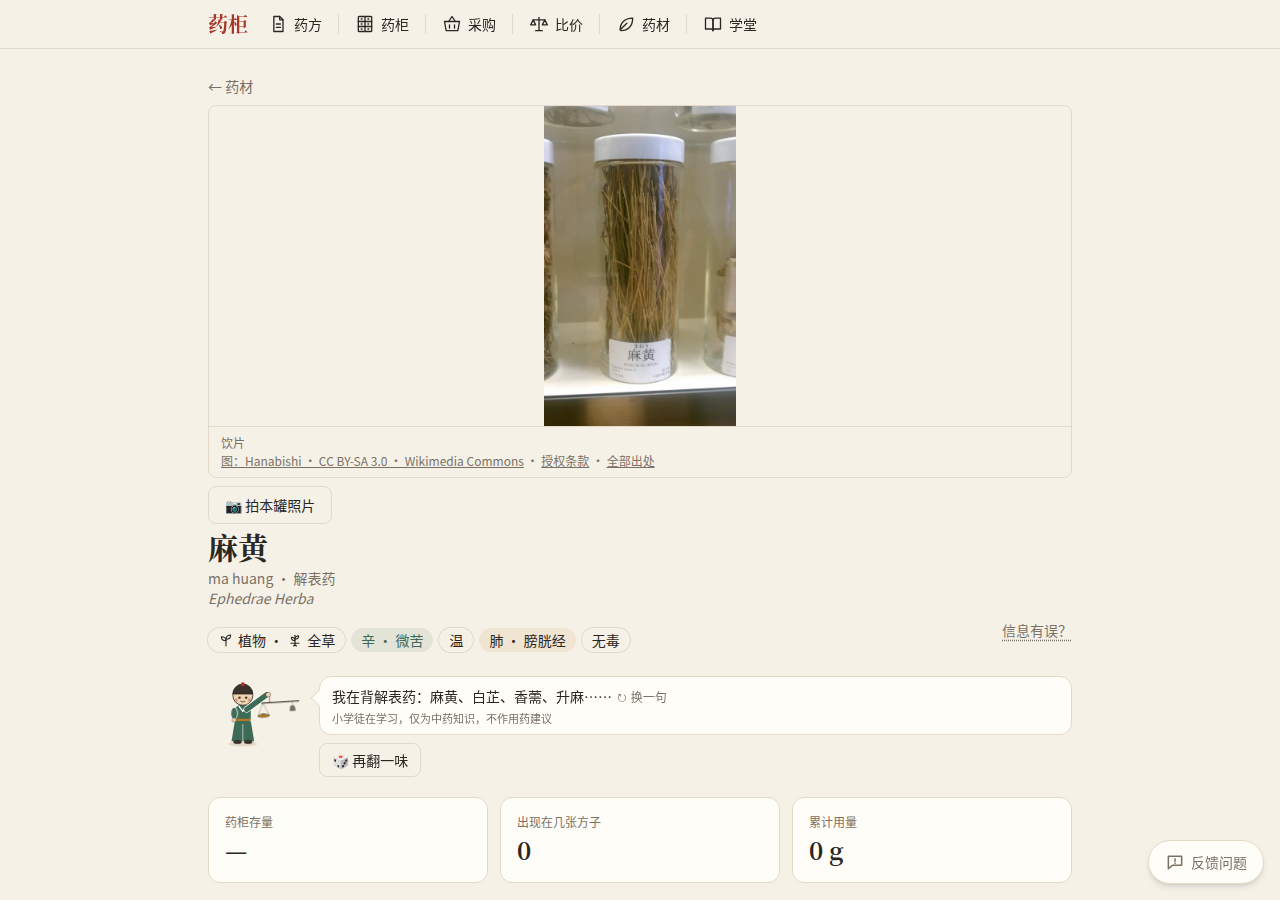 药柜
药方
药柜
采购
比价
药材
学堂
← 药材
麻黄
饮片
图：Hanabishi · CC BY-SA 3.0 · Wikimedia Commons · 授权条款 · 全部出处
📷 拍本罐照片
麻黄
ma huang · 解表药
Ephedrae Herba
植物 · 全草
辛 · 微苦
温
肺 · 膀胱经
无毒
信息有误？
我在背解表药：麻黄、白芷、香薷、升麻…… ↻ 换一句
小学徒在学习，仅为中药知识，不作用药建议
🎲 再翻一味
药柜存量
—
出现在几张方子
0
累计用量
0 g
反馈问题